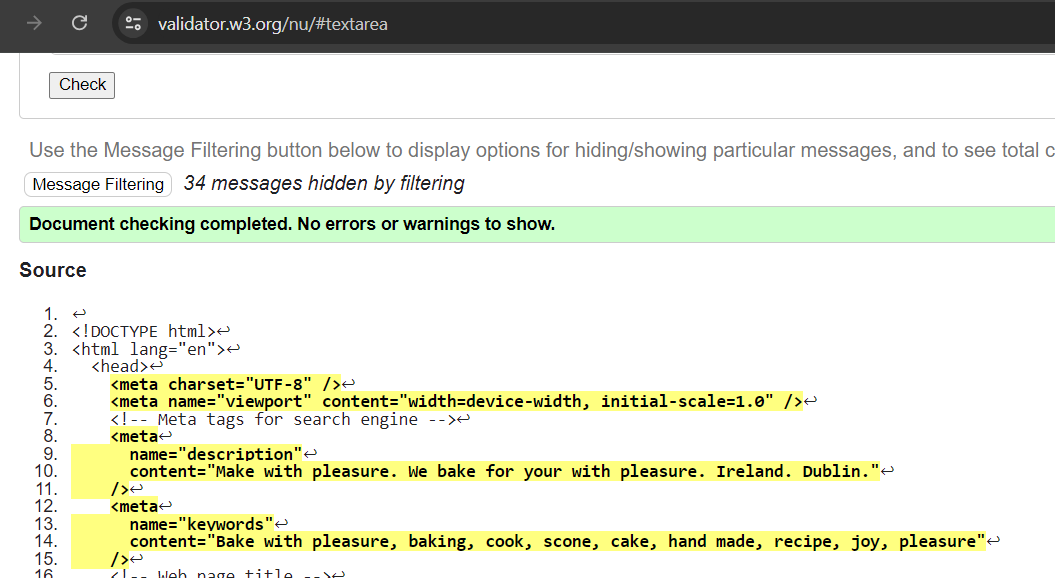 validator.w3.org/nu/#textarea
Check
Use the Message Filtering button below to display options for hiding/showing particular messages, and to see total c
Message Filtering 34 messages hidden by filtering
Document checking completed. No errors or warnings to show.
Source
1. ↩
2. <!DOCTYPE html>↩
3. <html lang="en">↩
4. <head>↩
5. <meta charset="UTF-8" />↩
6. <meta name="viewport" content="width=device-width, initial-scale=1.0" />↩
7. <!-- Meta tags for search engine -->↩
8. <meta↩
9. name="description"↩
10. content="Make with pleasure. We bake for your with pleasure. Ireland. Dublin."↩
11. />↩
12. <meta↩
13. name="keywords"↩
14. content="Bake with pleasure, baking, cook, scone, cake, hand made, recipe, joy, pleasure"↩
15. />↩
16. <!-- Web page title -->↩